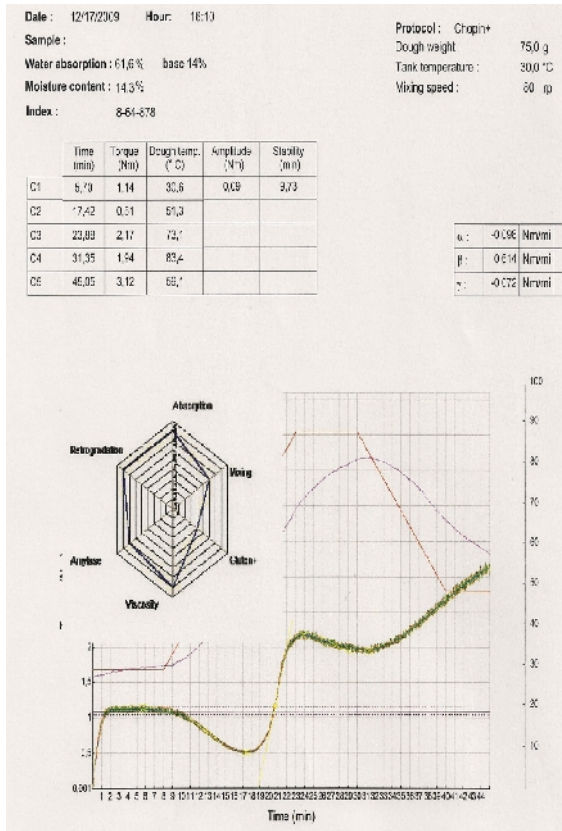 Date : 12/17/2009 Hour: 16:10
Sample :
Water absorption : 61,6% base 14%
Moisture content : 14,3%
Index : 8-64-878
Protocol : Chopin+
Dough weight 75,0 g
Tank temperature : 30,0 °C
Mixing speed : 80 rp
Time (min) Torque (Nm) Dough temp. (° C) Amplitude (Nm) Stability (min)
C1 5,70 1,14 30,6 0,09 9,73
C2 17,42 0,51 51,3
C3 23,88 2,17 73,1
C4 31,35 1,94 83,4
C5 45,05 3,12 56,1
α : -0.096 Nm/mi
β : 0.614 Nm/mi
γ : -0.072 Nm/mi
Absorption
Retrogradation
Mixing
Amylase
Gluten+
Viscosity
100
90
80
70
60
50
40
30
20
10
2
1,5
1
0.001
1 2 3 4 5 6 7 8 9 10 11 12 13 14 15 16 17 18 19 20 21 22 23 24 25 26 27 28 29 30 31 32 33 34 35 36 37 38 39 40 41 42 43 44
Time (min)